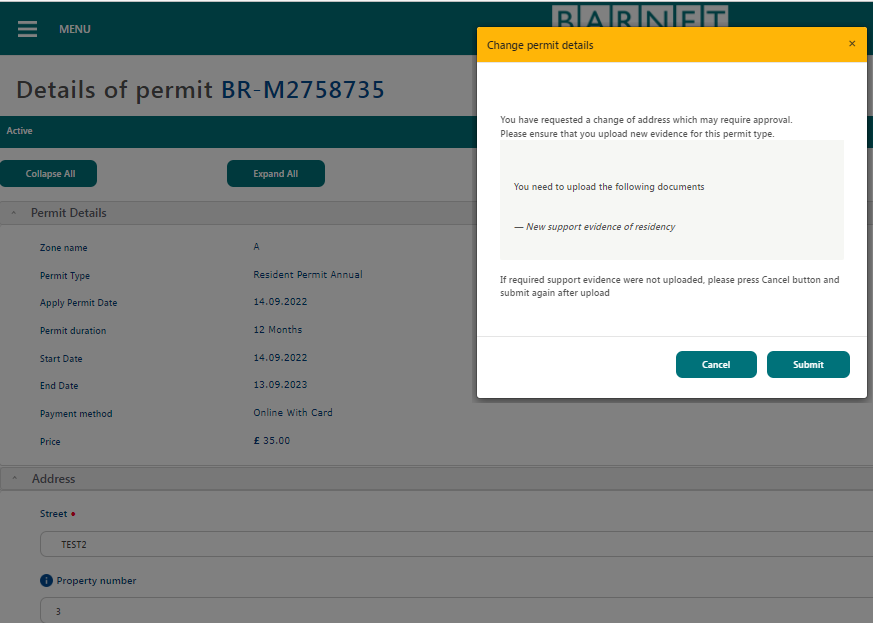 MENU
BARNET
Details of permit BR-M2758735
Active
Collapse All
Expand All
Permit Details
Zone name
A
Permit Type
Resident Permit Annual
Apply Permit Date
14.09.2022
Permit duration
12 Months
Start Date
14.09.2022
End Date
13.09.2023
Payment method
Online With Card
Price
£ 35.00
Address
Street
TEST2
i
Property number
3
Change permit details
×
You have requested a change of address which may require approval.
Please ensure that you upload new evidence for this permit type.
You need to upload the following documents
— New support evidence of residency
If required support evidence were not uploaded, please press Cancel button and
submit again after upload
Cancel
Submit